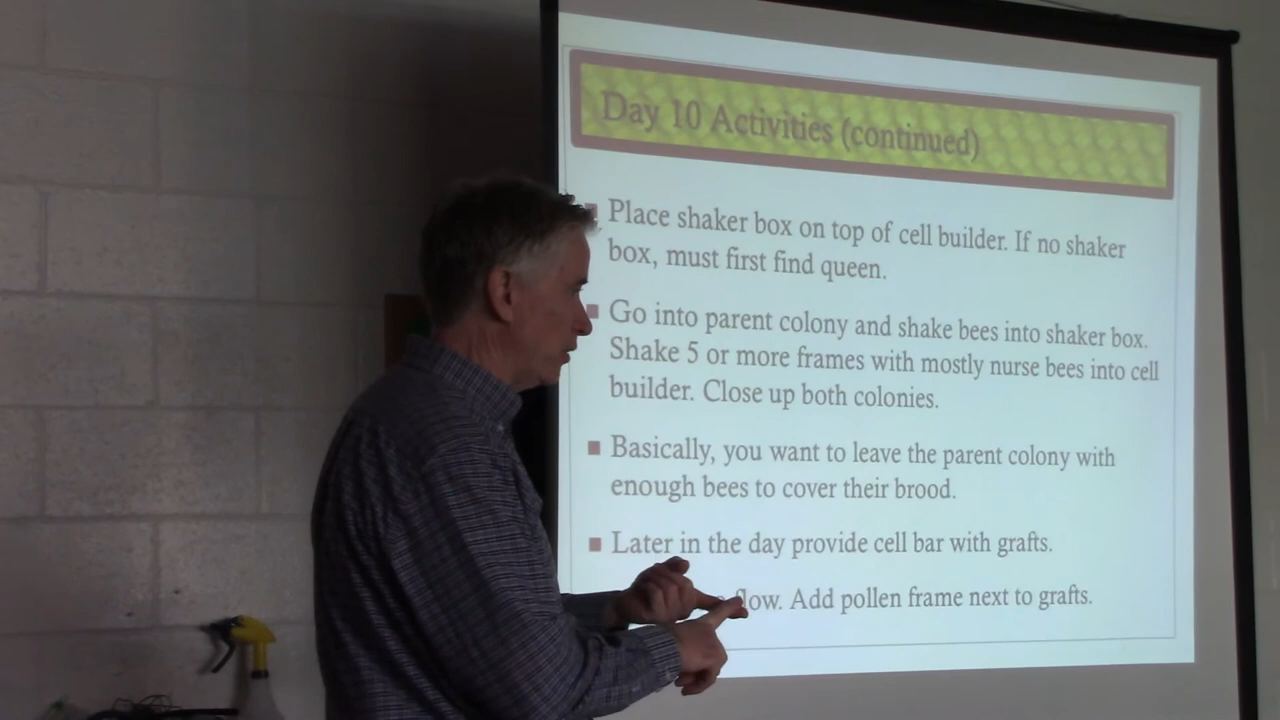 Day 10 Activities (continued)
Place shaker box on top of cell builder. If no shaker
box, must first find queen.
Go into parent colony and shake bees into shaker box.
Shake 5 or more frames with mostly nurse bees into cell
builder. Close up both colonies.
Basically, you want to leave the parent colony with
enough bees to cover their brood.
Later in the day provide cell bar with grafts.
flow. Add pollen frame next to grafts.